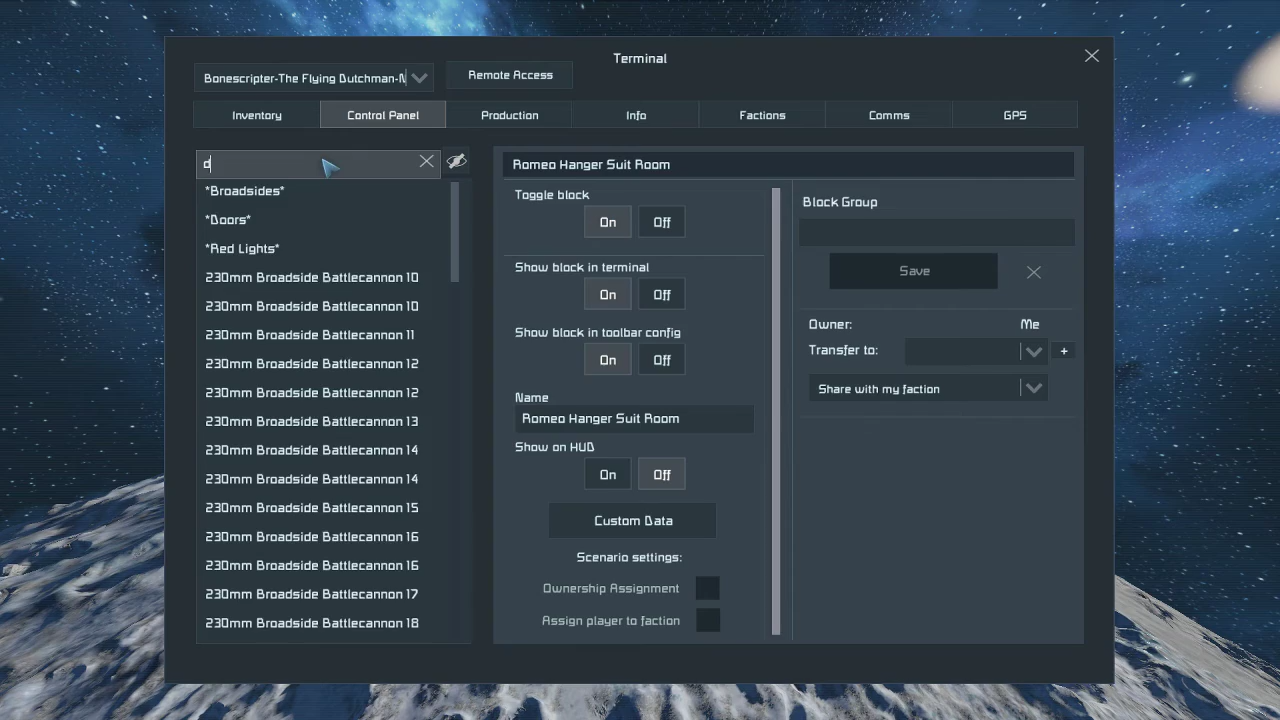 Terminal
Bonescripter-The Flying Dutchman-N
Remote Access
Inventory
Control Panel
Production
Info
Factions
Comms
GPS
d
*Broadsides*
*Doors*
*Red Lights*
230mm Broadside Battlecannon 10
230mm Broadside Battlecannon 10
230mm Broadside Battlecannon 11
230mm Broadside Battlecannon 12
230mm Broadside Battlecannon 12
230mm Broadside Battlecannon 13
230mm Broadside Battlecannon 14
230mm Broadside Battlecannon 14
230mm Broadside Battlecannon 15
230mm Broadside Battlecannon 16
230mm Broadside Battlecannon 16
230mm Broadside Battlecannon 17
230mm Broadside Battlecannon 18
Romeo Hanger Suit Room
Toggle block
On Off
Show block in terminal
On Off
Show block in toolbar config
On Off
Name
Romeo Hanger Suit Room
Show on HUD
On Off
Custom Data
Scenario settings:
Ownership Assignment
Assign player to faction
Block Group
Save
Owner: Me
Transfer to:
+
Share with my faction